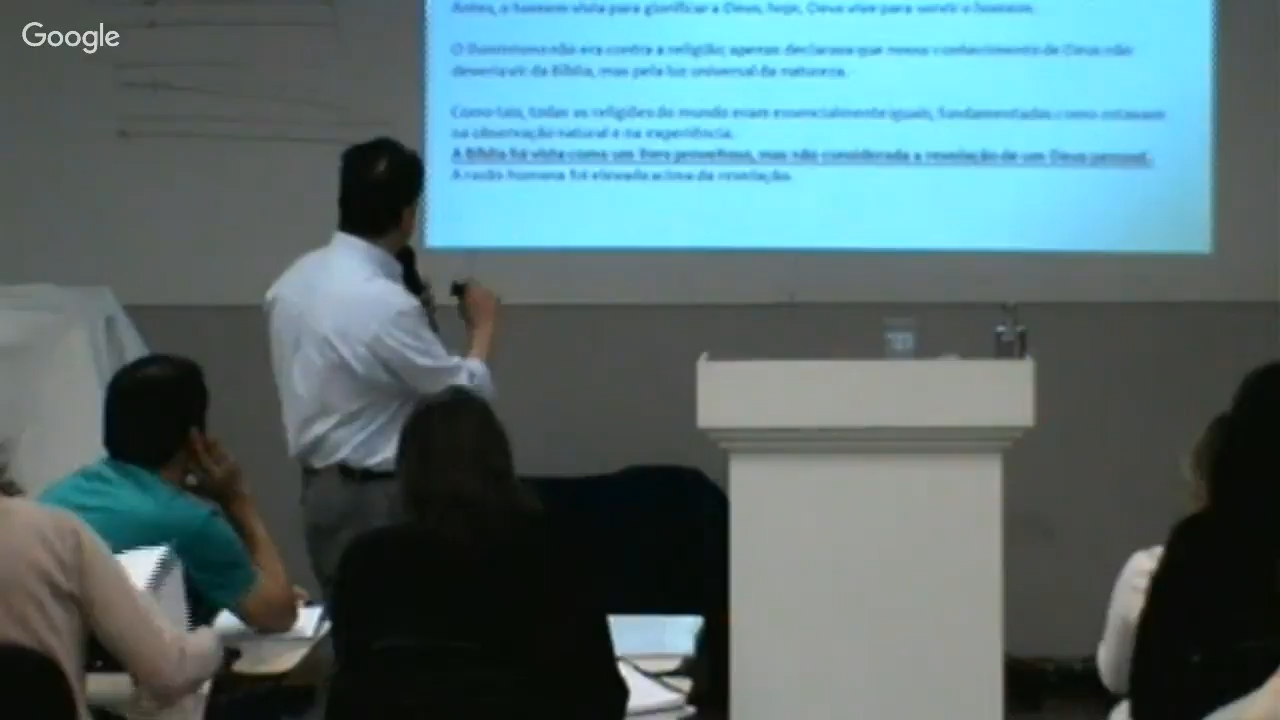 Google
Antes, o homem vivia para glorificar a Deus, hoje, Deus vive para servir o homem.
O Iluminismo não era contra a religião; apenas declarava que nosso conhecimento de Deus não
deveria vir da Bíblia, mas pela luz universal da natureza.
Como tais, todas as religiões do mundo eram essencialmente iguais, fundamentadas como estavam
na observação natural e na experiência.
A Bíblia foi vista como um livro proveitoso, mas não considerada a revelação de um Deus pessoal.
A razão humana foi elevada acima da revelação.